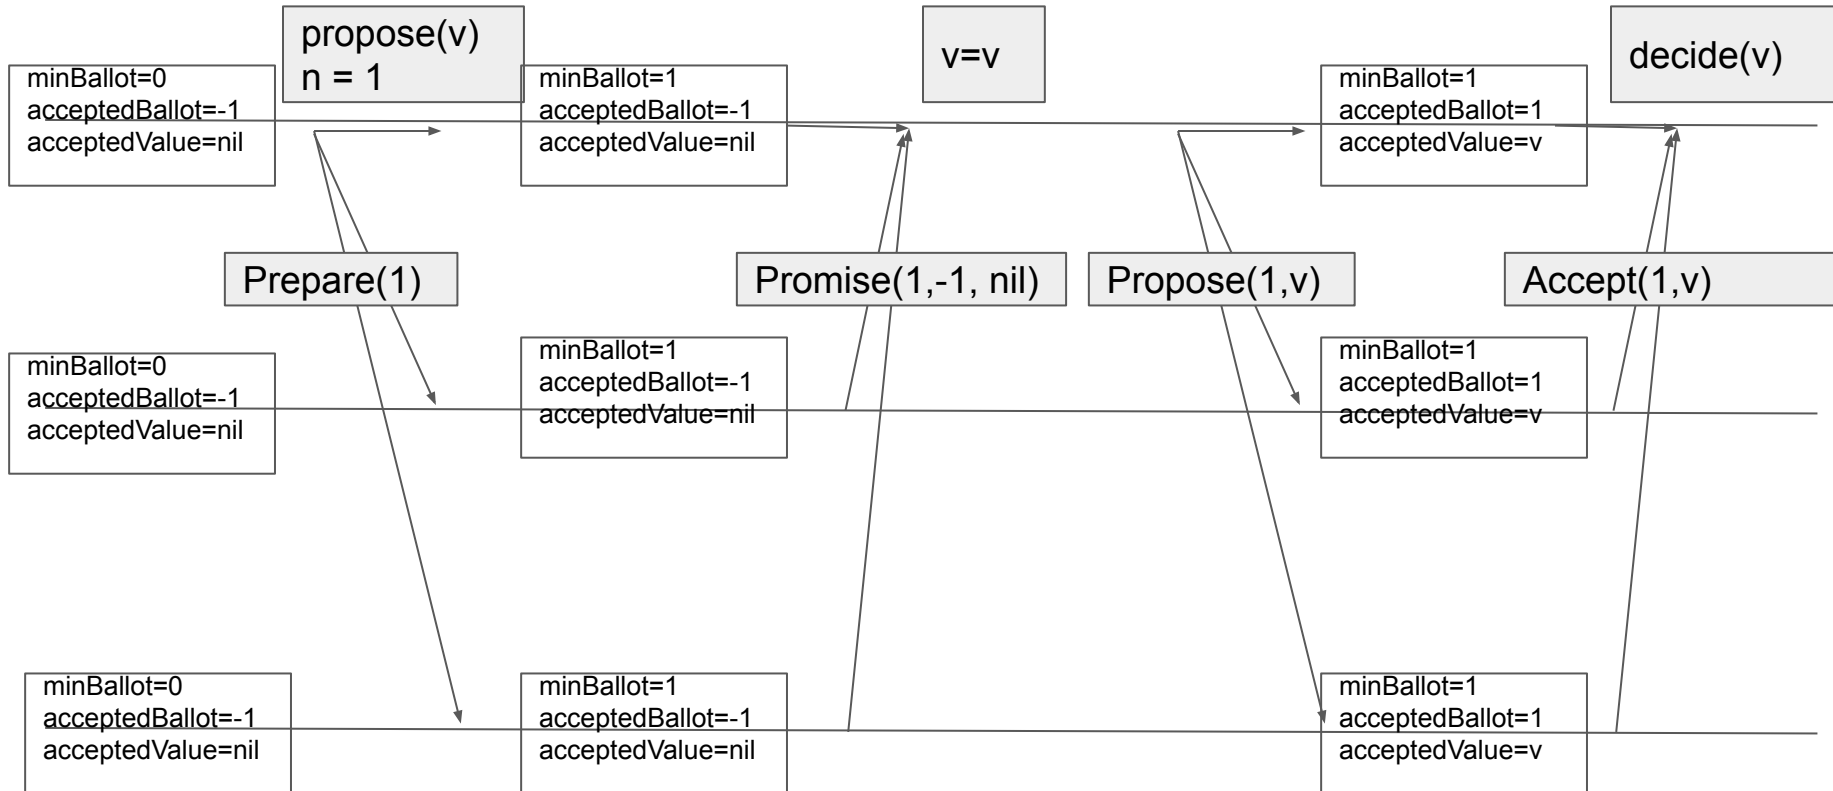 propose(v)
n = 1
v=v
decide(v)
minBallot=0
acceptedBallot=-1
acceptedValue=nil
minBallot=1
acceptedBallot=-1
acceptedValue=nil
minBallot=1
acceptedBallot=1
acceptedValue=v
Prepare(1)
Promise(1,-1, nil)
Propose(1,v)
Accept(1,v)
minBallot=0
acceptedBallot=-1
acceptedValue=nil
minBallot=1
acceptedBallot=-1
acceptedValue=nil
minBallot=1
acceptedBallot=1
acceptedValue=v
minBallot=0
acceptedBallot=-1
acceptedValue=nil
minBallot=1
acceptedBallot=-1
acceptedValue=nil
minBallot=1
acceptedBallot=1
acceptedValue=v